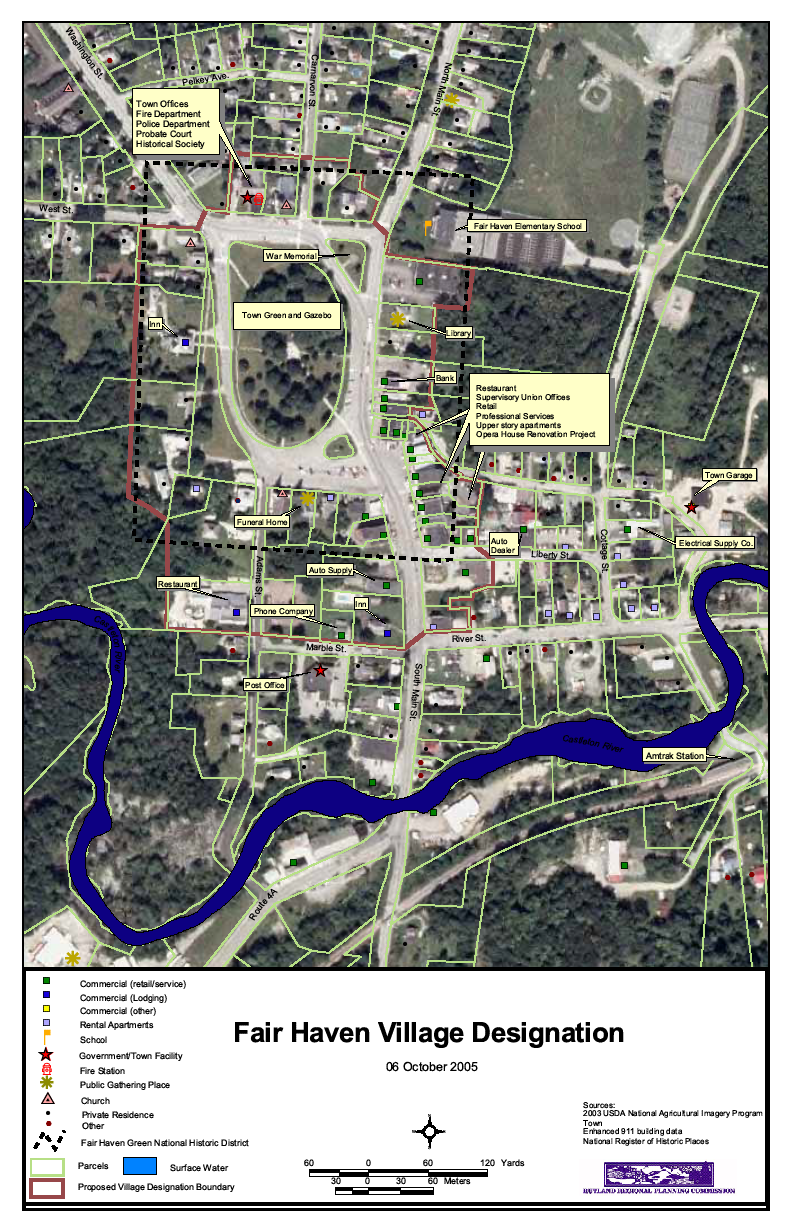 Washington St.
Pelkey Ave.
Carnarvon St.
North Main St.
Town Offices
Fire Department
Police Department
Probate Court
Historical Society
West St.
Fair Haven Elementary School
War Memorial
Town Green and Gazebo
Inn
Library
Bank
Restaurant
Supervisory Union Offices
Retail
Professional Services
Upper story apartments
Opera House Renovation Project
Town Garage
Funeral Home
Auto
Dealer
Electrical Supply Co.
Cottage St.
Liberty St.
Adams St.
Auto Supply
Restaurant
Phone Company
Inn
River St.
Marble St.
Castleton River
Post Office
South Main St.
Castleton River
Amtrak Station
Route 4A
Commercial (retail/service)
Commercial (Lodging)
Commercial (other)
Rental Apartments
School
Government/Town Facility
Fire Station
Public Gathering Place
Church
Private Residence
Other
Fair Haven Green National Historic District
Parcels
Surface Water
Proposed Village Designation Boundary
Fair Haven Village Designation
06 October 2005
60 0 60 120 Yards
30 0 30 60 Meters
Sources:
2003 USDA National Agricultural Imagery Program
Town
Enhanced 911 building data
National Register of Historic Places
RUTLAND REGIONAL PLANNING COMMISSION